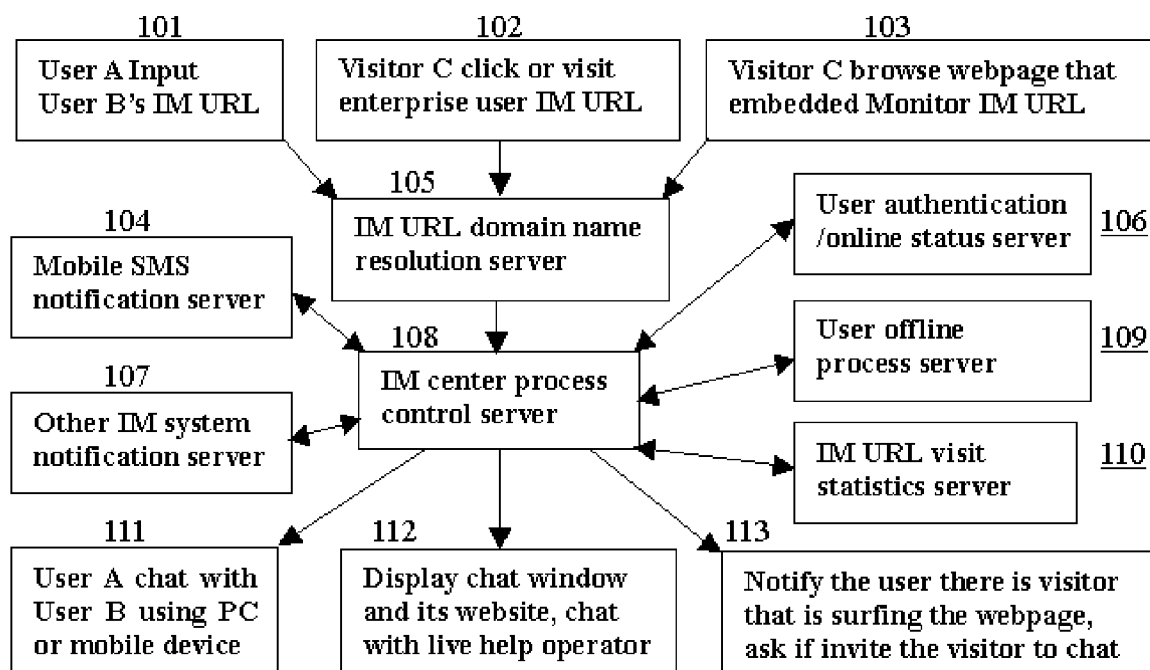 101
User A Input
User B's IM URL
102
Visitor C click or visit
enterprise user IM URL
103
Visitor C browse webpage that
embedded Monitor IM URL
104
Mobile SMS
notification server
105
IM URL domain name
resolution server
User authentication
/online status server
106
107
Other IM system
notification server
108
IM center process
control server
User offline
process server
109
IM URL visit
statistics server
110
111
User A chat with
User B using PC
or mobile device
112
Display chat window
and its website, chat
with live help operator
113
Notify the user there is visitor
that is surfing the webpage,
ask if invite the visitor to chat